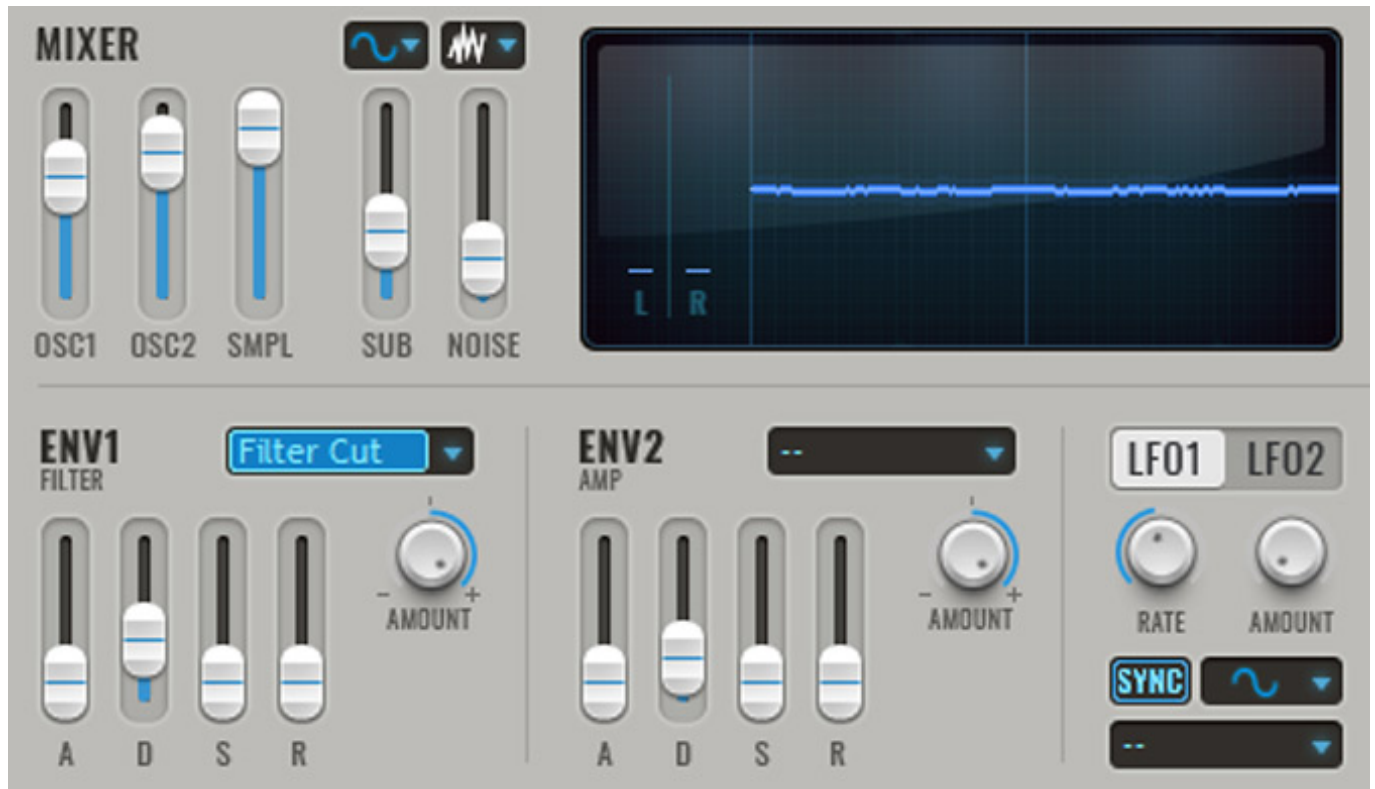 MIXER
OSC1 OSC2 SMPL SUB NOISE
L R
ENV1
FILTER
Filter Cut
- +
AMOUNT
A D S R
ENV2
AMP
--
- +
AMOUNT
A D S R
LFO1 LFO2
RATE AMOUNT
SYNC
--